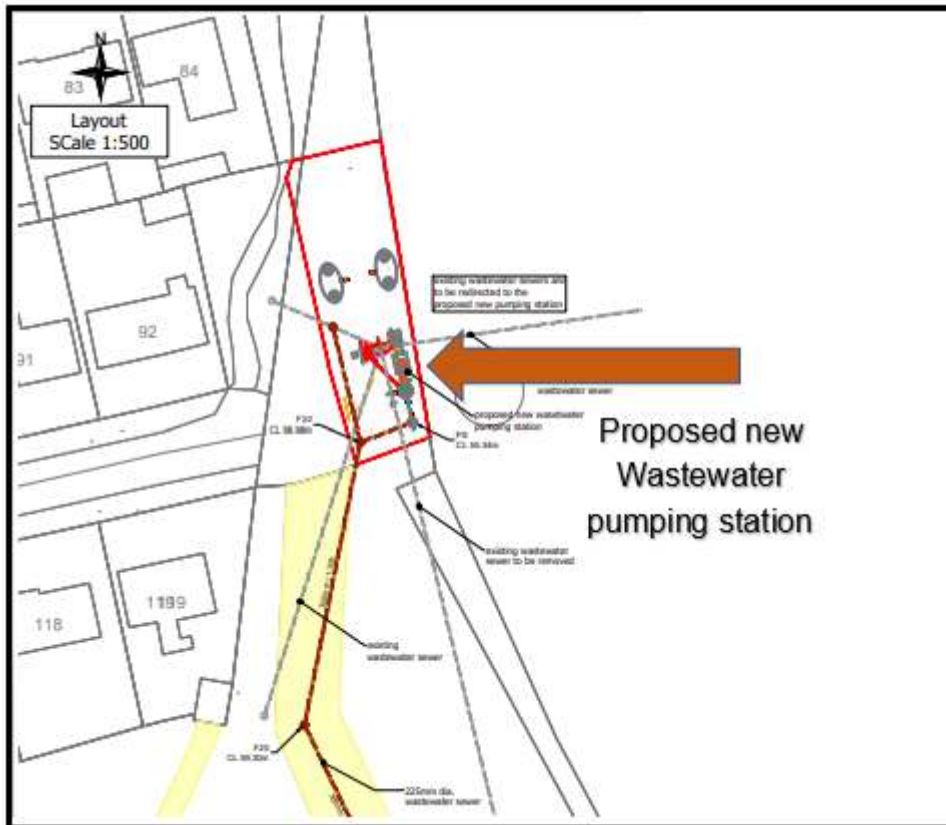 N
83
84
Layout
SCale 1:500
existing wastewater sewers are
to be redirected to the
proposed new pumping station
92
91
wastewater sewer
proposed new wastewater
pumping station
Proposed new
Wastewater
pumping station
existing wastewater
sewer to be removed
118
119
existing
wastewater sewer
225mm dia.
wastewater sewer